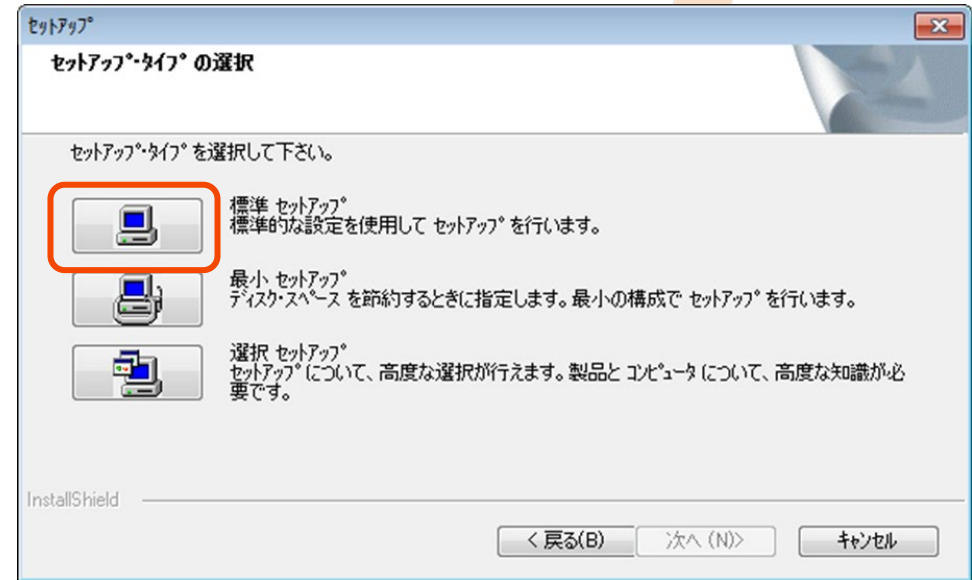 ｾｯﾄｱｯﾌﾟ
ｾｯﾄｱｯﾌﾟ･ﾀｲﾌﾟ の選択
ｾｯﾄｱｯﾌﾟ･ﾀｲﾌﾟ を選択して下さい。
標準 ｾｯﾄｱｯﾌﾟ
標準的な設定を使用して ｾｯﾄｱｯﾌﾟ を行います。
最小 ｾｯﾄｱｯﾌﾟ
ﾃﾞｨｽｸ･ｽﾍﾟｰｽ を節約するときに指定します。最小の構成で ｾｯﾄｱｯﾌﾟ を行います。
選択 ｾｯﾄｱｯﾌﾟ
ｾｯﾄｱｯﾌﾟ について、高度な選択が行えます。製品と ｺﾝﾋﾟｭｰﾀ について、高度な知識が必
要です。
InstallShield
< 戻る(B) 次へ (N)> ｷｬﾝｾﾙ